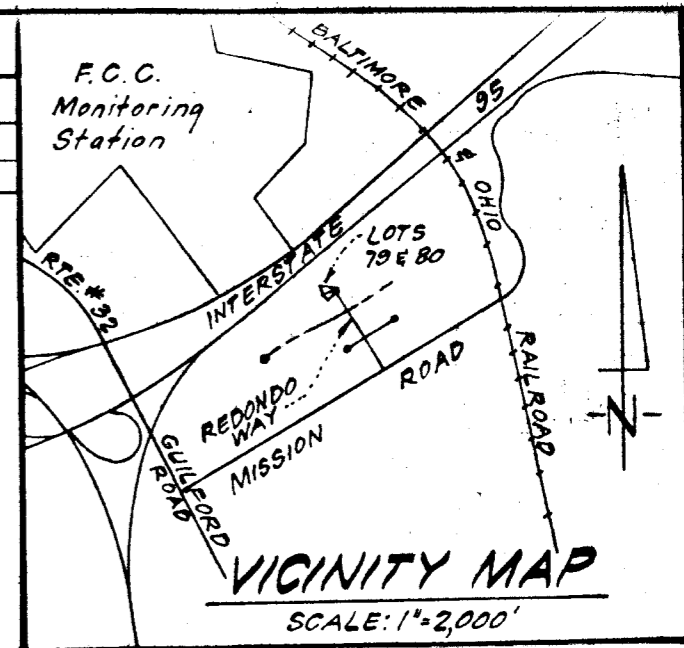 F.C.C.
Monitoring
Station
BALTIMORE
&
OHIO
RAILROAD
95
INTERSTATE
RTE. #32
LOTS
79 & 80
REDONDO
WAY
MISSION
ROAD
GUILFORD
ROAD
N
VICINITY MAP
SCALE: 1"=2,000'